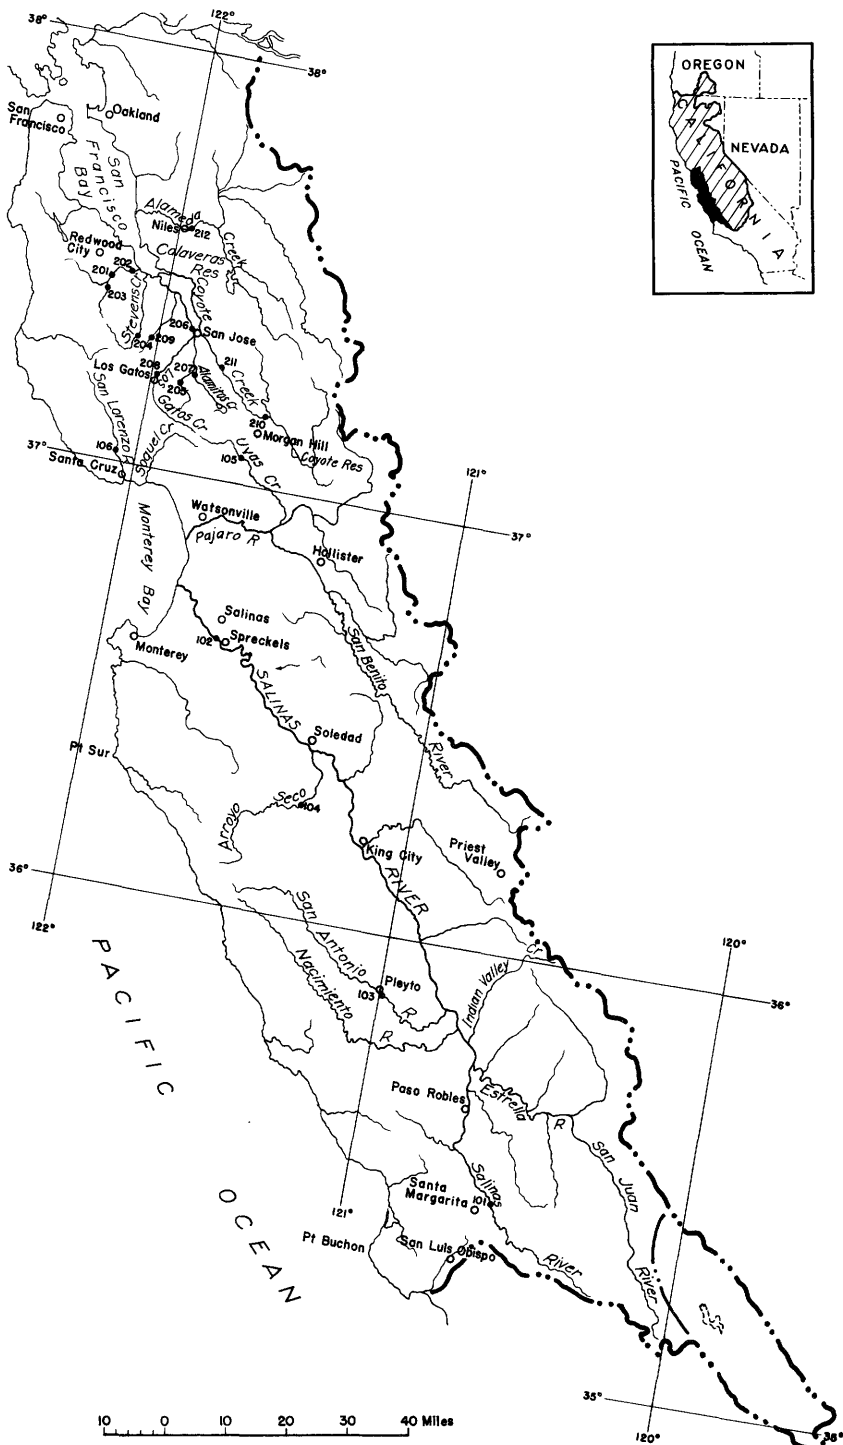 122°
38°
38°
OREGON
CALIFORNIA
NEVADA
PACIFIC
OCEAN
San
Francisco
Oakland
San
Francisco
Bay
Alameda
Niles
212
Creek
Redwood
City
202
201
203
Calaveras
Res
Coyote
Stevens Cr
206
San Jose
204
209
208
207
211
Los Gatos
205
Los
Gatos Cr
Alamitos Cr
Creek
210
Morgan Hill
Coyote Res
San Lorenzo R
Soquel Cr
106
105
Uvas Cr
37°
Santa Cruz
121°
37°
Watsonville
Pajaro R
Hollister
Monterey Bay
Salinas
102
Spreckels
Monterey
San Benito
River
SALINAS
Soledad
Pt Sur
Arroyo
Seco
104
King City
Priest
Valley
RIVER
36°
122°
San
Antonio
R
Nacimiento
R
Pleyto
103
Indian Valley
Cr
120°
36°
PACIFIC
OCEAN
Paso Robles
Estrella
R
San
Juan
River
Salinas
River
Santa
Margarita
101
121°
Pt Buchon
San Luis Obispo
35°
120°
36°
10 0 10 20 30 40 Miles